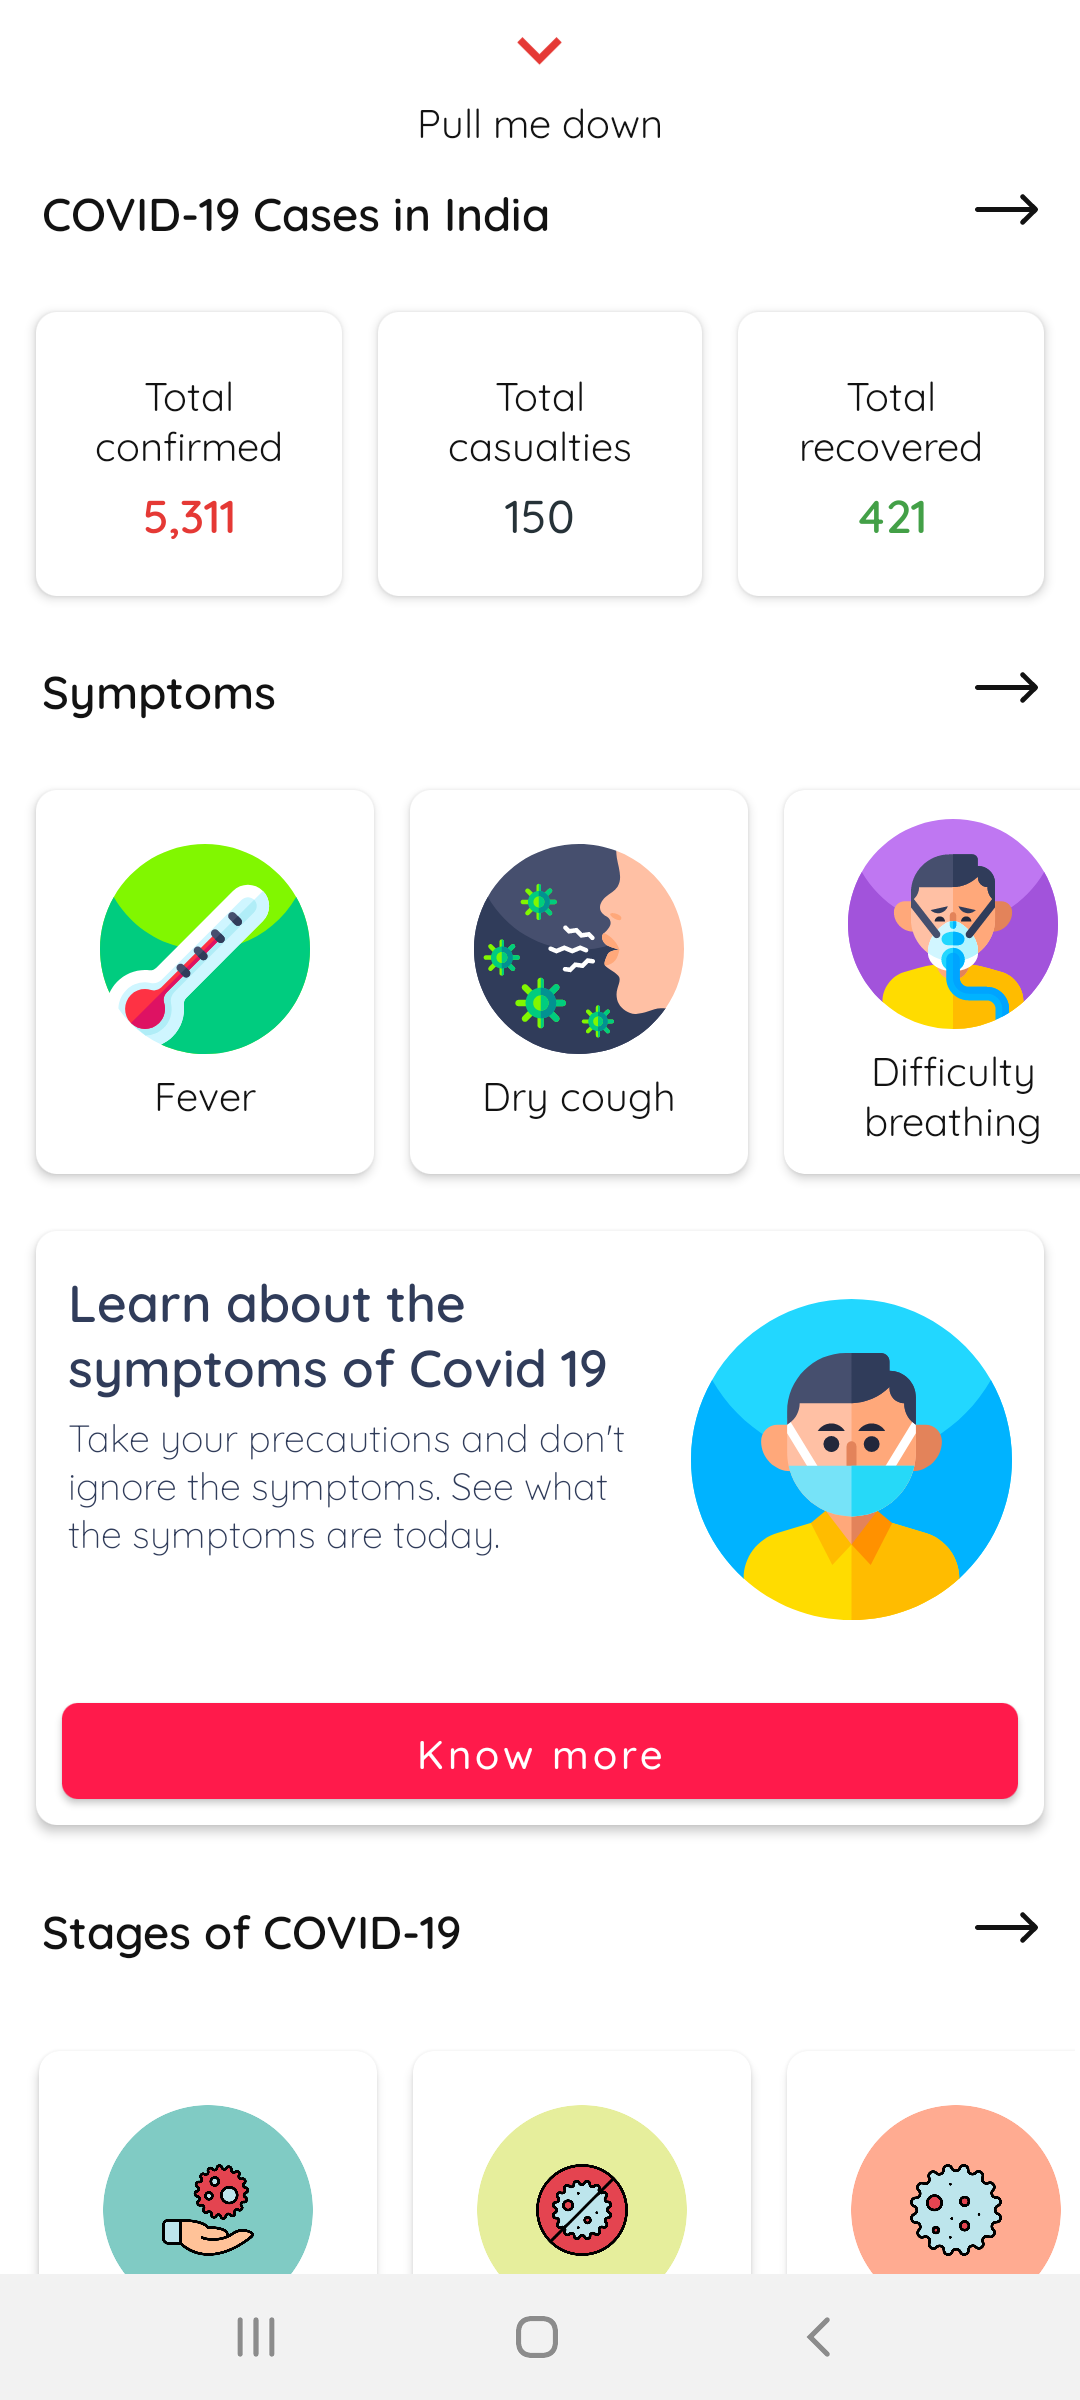 Pull me down
COVID-19 Cases in India
Total
confirmed
5,311
Total
casualties
150
Total
recovered
421
Symptoms
Fever
Dry cough
Difficulty
breathing
Learn about the
symptoms of Covid 19
Take your precautions and don't
ignore the symptoms. See what
the symptoms are today.
Know more
Stages of COVID-19